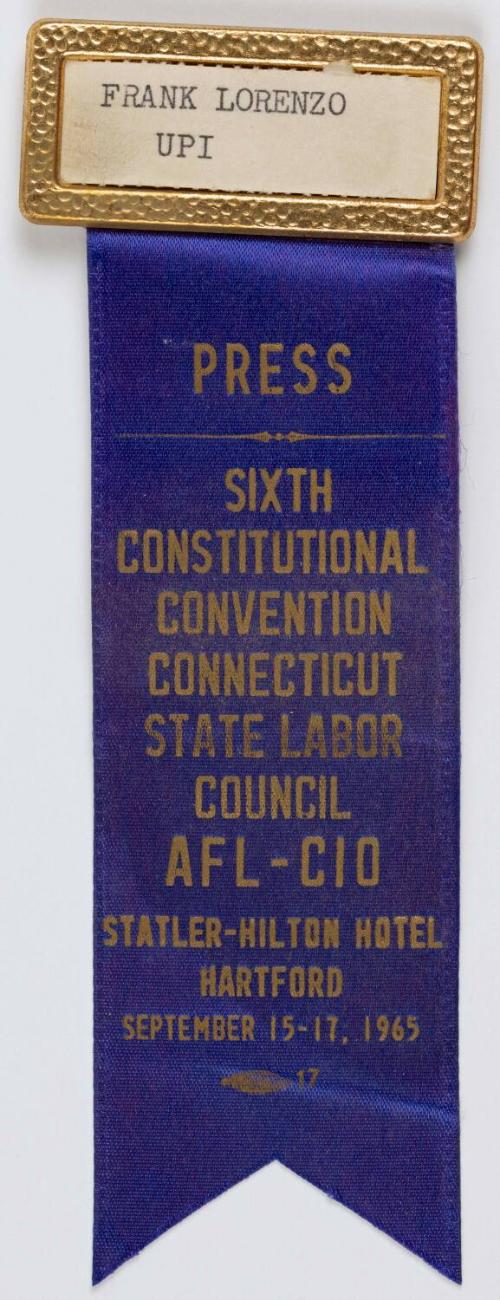 FRANK LORENZO
UPI
PRESS
SIXTH
CONSTITUTIONAL
CONVENTION
CONNECTICUT
STATE LABOR
COUNCIL
AFL-CIO
STATLER-HILTON HOTEL
HARTFORD
SEPTEMBER 15-17, 1965
17